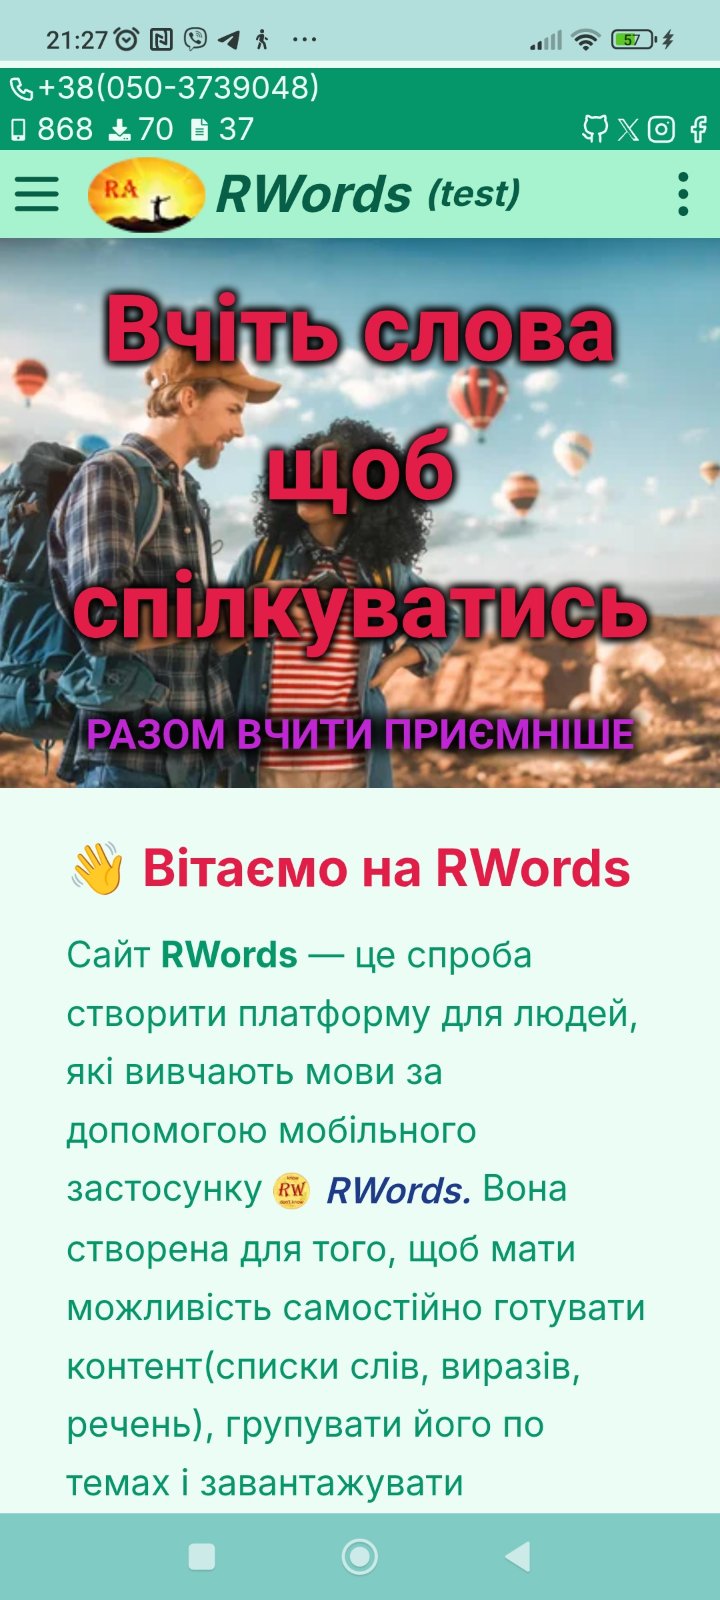 21:27 57
+38(050-3739048)
868 70 37
RA RWords (test)
Вчіть слова
щоб
спілкуватись
РАЗОМ ВЧИТИ ПРИЄМНІШЕ
👋 Вітаємо на RWords
Сайт RWords — це спроба
створити платформу для людей,
які вивчають мови за
допомогою мобільного
застосунку know RW don't know RWords. Вона
створена для того, щоб мати
можливість самостійно готувати
контент(списки слів, виразів,
речень), групувати його по
темах і завантажувати